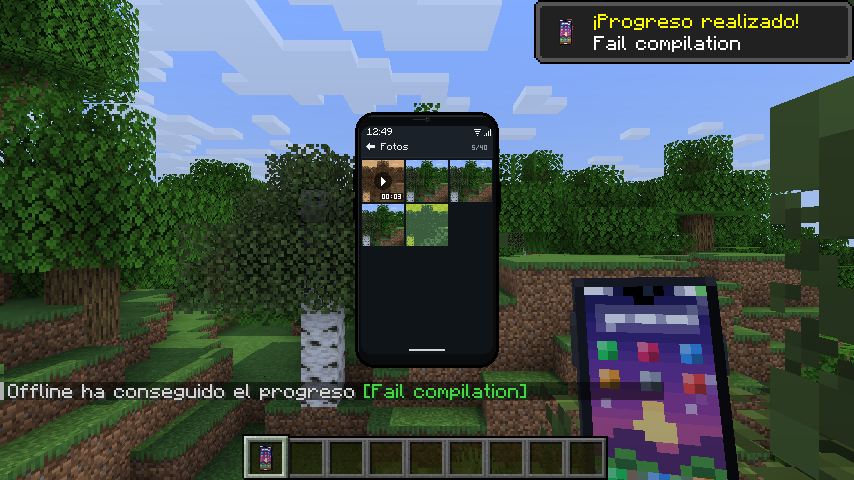 ¡Progreso realizado!
Fail compilation
12:49
Fotos
5/40
00:03
Offline ha conseguido el progreso [Fail compilation]